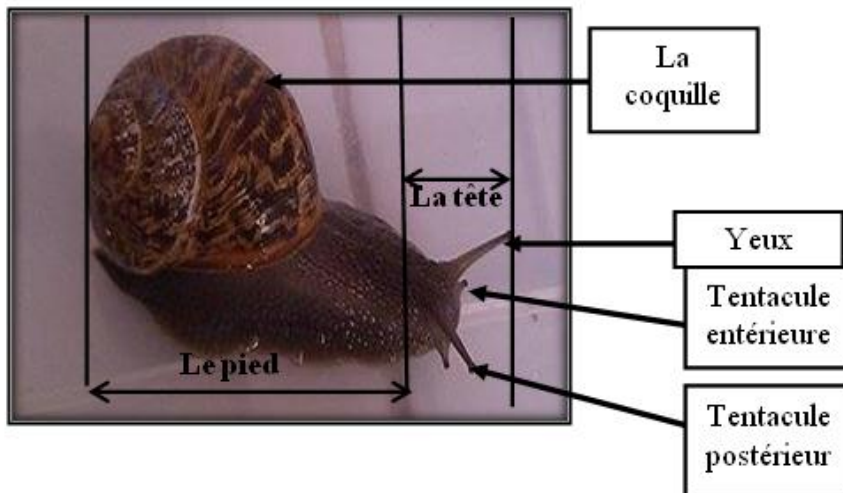 La
coquille
La tête
Yeux
Tentacule
entérieure
Le pied
Tentacule
postérieur